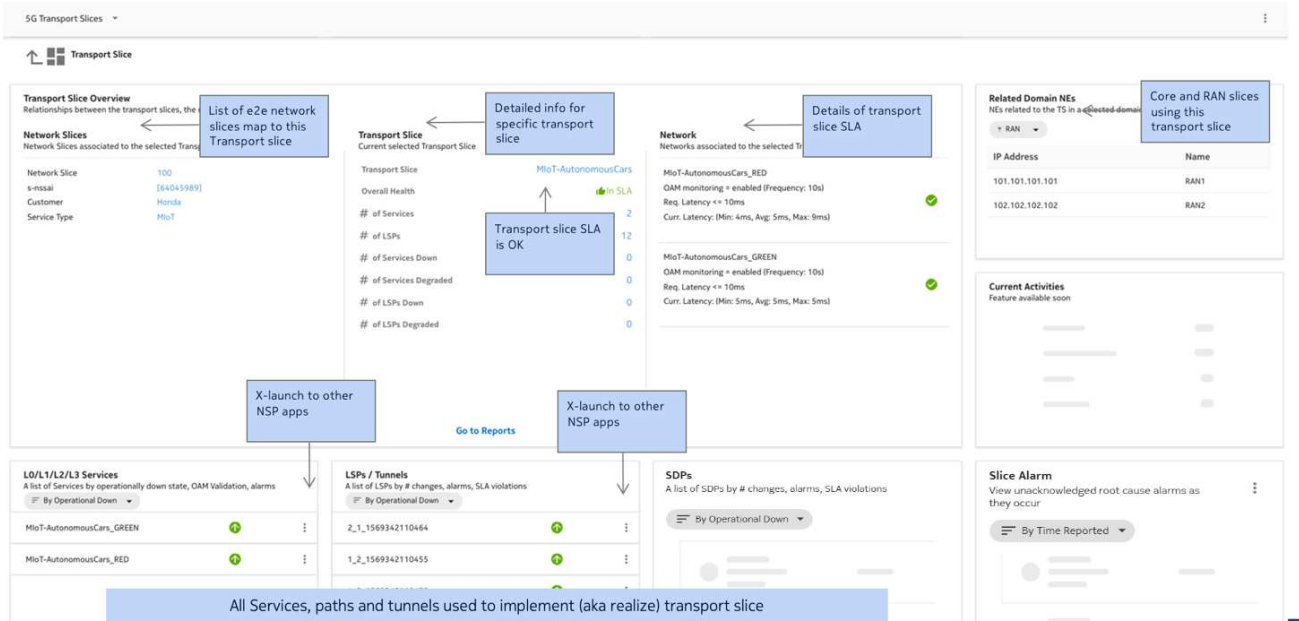 5G Transport Slices
Transport Slice
Transport Slice Overview
Relationships between the transport slices, the
List of e2e network
slices map to this
Transport slice
Network Slices
Network Slices associated to the selected
Network Slice 100
s-nssai [64045989]
Customer Honda
Service Type MIoT
Detailed info for
specific transport
slice
Transport Slice
Current selected Transport Slice
Transport Slice MIoT-AutonomousCars
Overall Health In SLA
# of Services 2
# of LSPs 12
# of Services Down 0
# of Services Degraded 0
# of LSPs Down 0
# of LSPs Degraded 0
Transport slice SLA
is OK
Details of transport
slice SLA
Network
Networks associated to the selected
MIoT-AutonomousCars_RED
OAM monitoring = enabled (Frequency: 10s)
Req. Latency <= 10ms
Curr. Latency: (Min: 4ms, Avg: 5ms, Max: 9ms)
MIoT-AutonomousCars_GREEN
OAM monitoring = enabled (Frequency: 10s)
Req. Latency <= 10ms
Curr. Latency: (Min: 5ms, Avg: 5ms, Max: 5ms)
X-launch to other
NSP apps
Go to Reports
X-launch to other
NSP apps
Related Domain NEs
NEs related to the TS in a selected domain
Core and RAN slices
using this
transport slice
RAN
IP Address Name
101.101.101.101 RAN1
102.102.102.102 RAN2
Current Activities
Feature available soon
L0/L1/L2/L3 Services
A list of Services by operationally down state, OAM Validation, alarms
By Operational Down
MIoT-AutonomousCars_GREEN
MIoT-AutonomousCars_RED
LSPs / Tunnels
A list of LSPs by # changes, alarms, SLA violations
By Operational Down
2_1_1569342110464
1_2_1569342110455
SDPs
A list of SDPs by # changes, alarms, SLA violations
By Operational Down
Slice Alarm
View unacknowledged root cause alarms as
they occur
By Time Reported
All Services, paths and tunnels used to implement (aka realize) transport slice